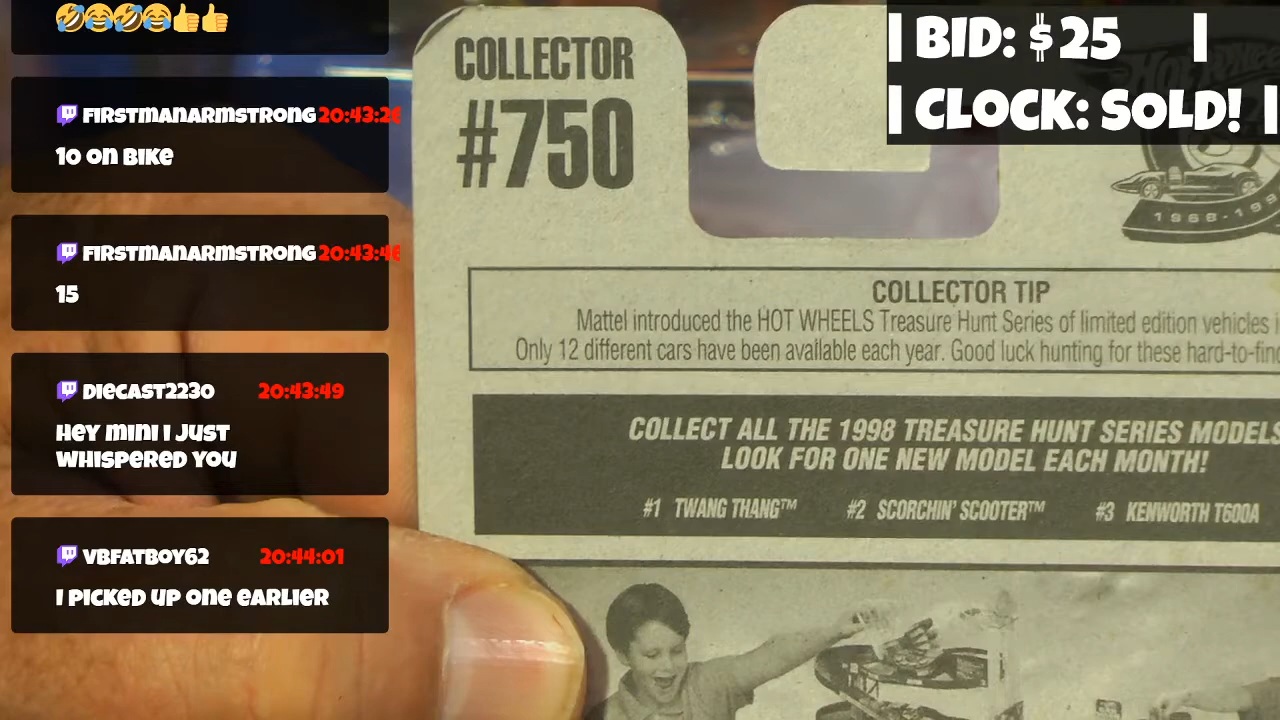 🤣😂🤣😂👍👍
FIRSTMANARMSTRONG
10 ON BIKE
FIRSTMANARMSTRONG
15
DIECAST2230 20:43:49
HEY MINI I JUST
WHISPERED YOU
VBFATBOY62 20:44:01
I PICKED UP ONE EARLIER
| BID: $25 |
| CLOCK: SOLD! |
COLLECTOR
#750
COLLECTOR TIP
Mattel introduced the HOT WHEELS Treasure Hunt Series of limited edition vehicles
Only 12 different cars have been available each year. Good luck hunting for these
COLLECT ALL THE 1998 TREASURE HUNT SERIES MODELS
LOOK FOR ONE NEW MODEL EACH MONTH!
#1 TWANG THANG™ #2 SCORCHIN' SCOOTER™ #3 KENWORTH T600A